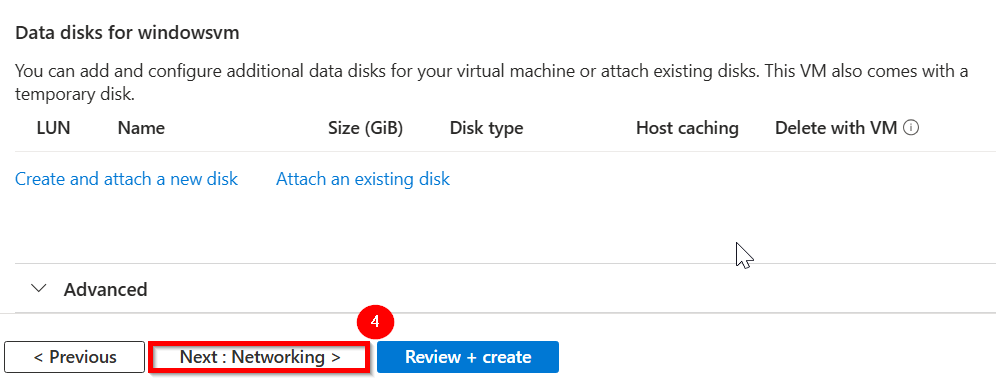 Data disks for windowsvm
You can add and configure additional data disks for your virtual machine or attach existing disks. This VM also comes with a
temporary disk.
LUN Name Size (GiB) Disk type Host caching Delete with VM
Create and attach a new disk Attach an existing disk
Advanced
4
< Previous Next : Networking > Review + create